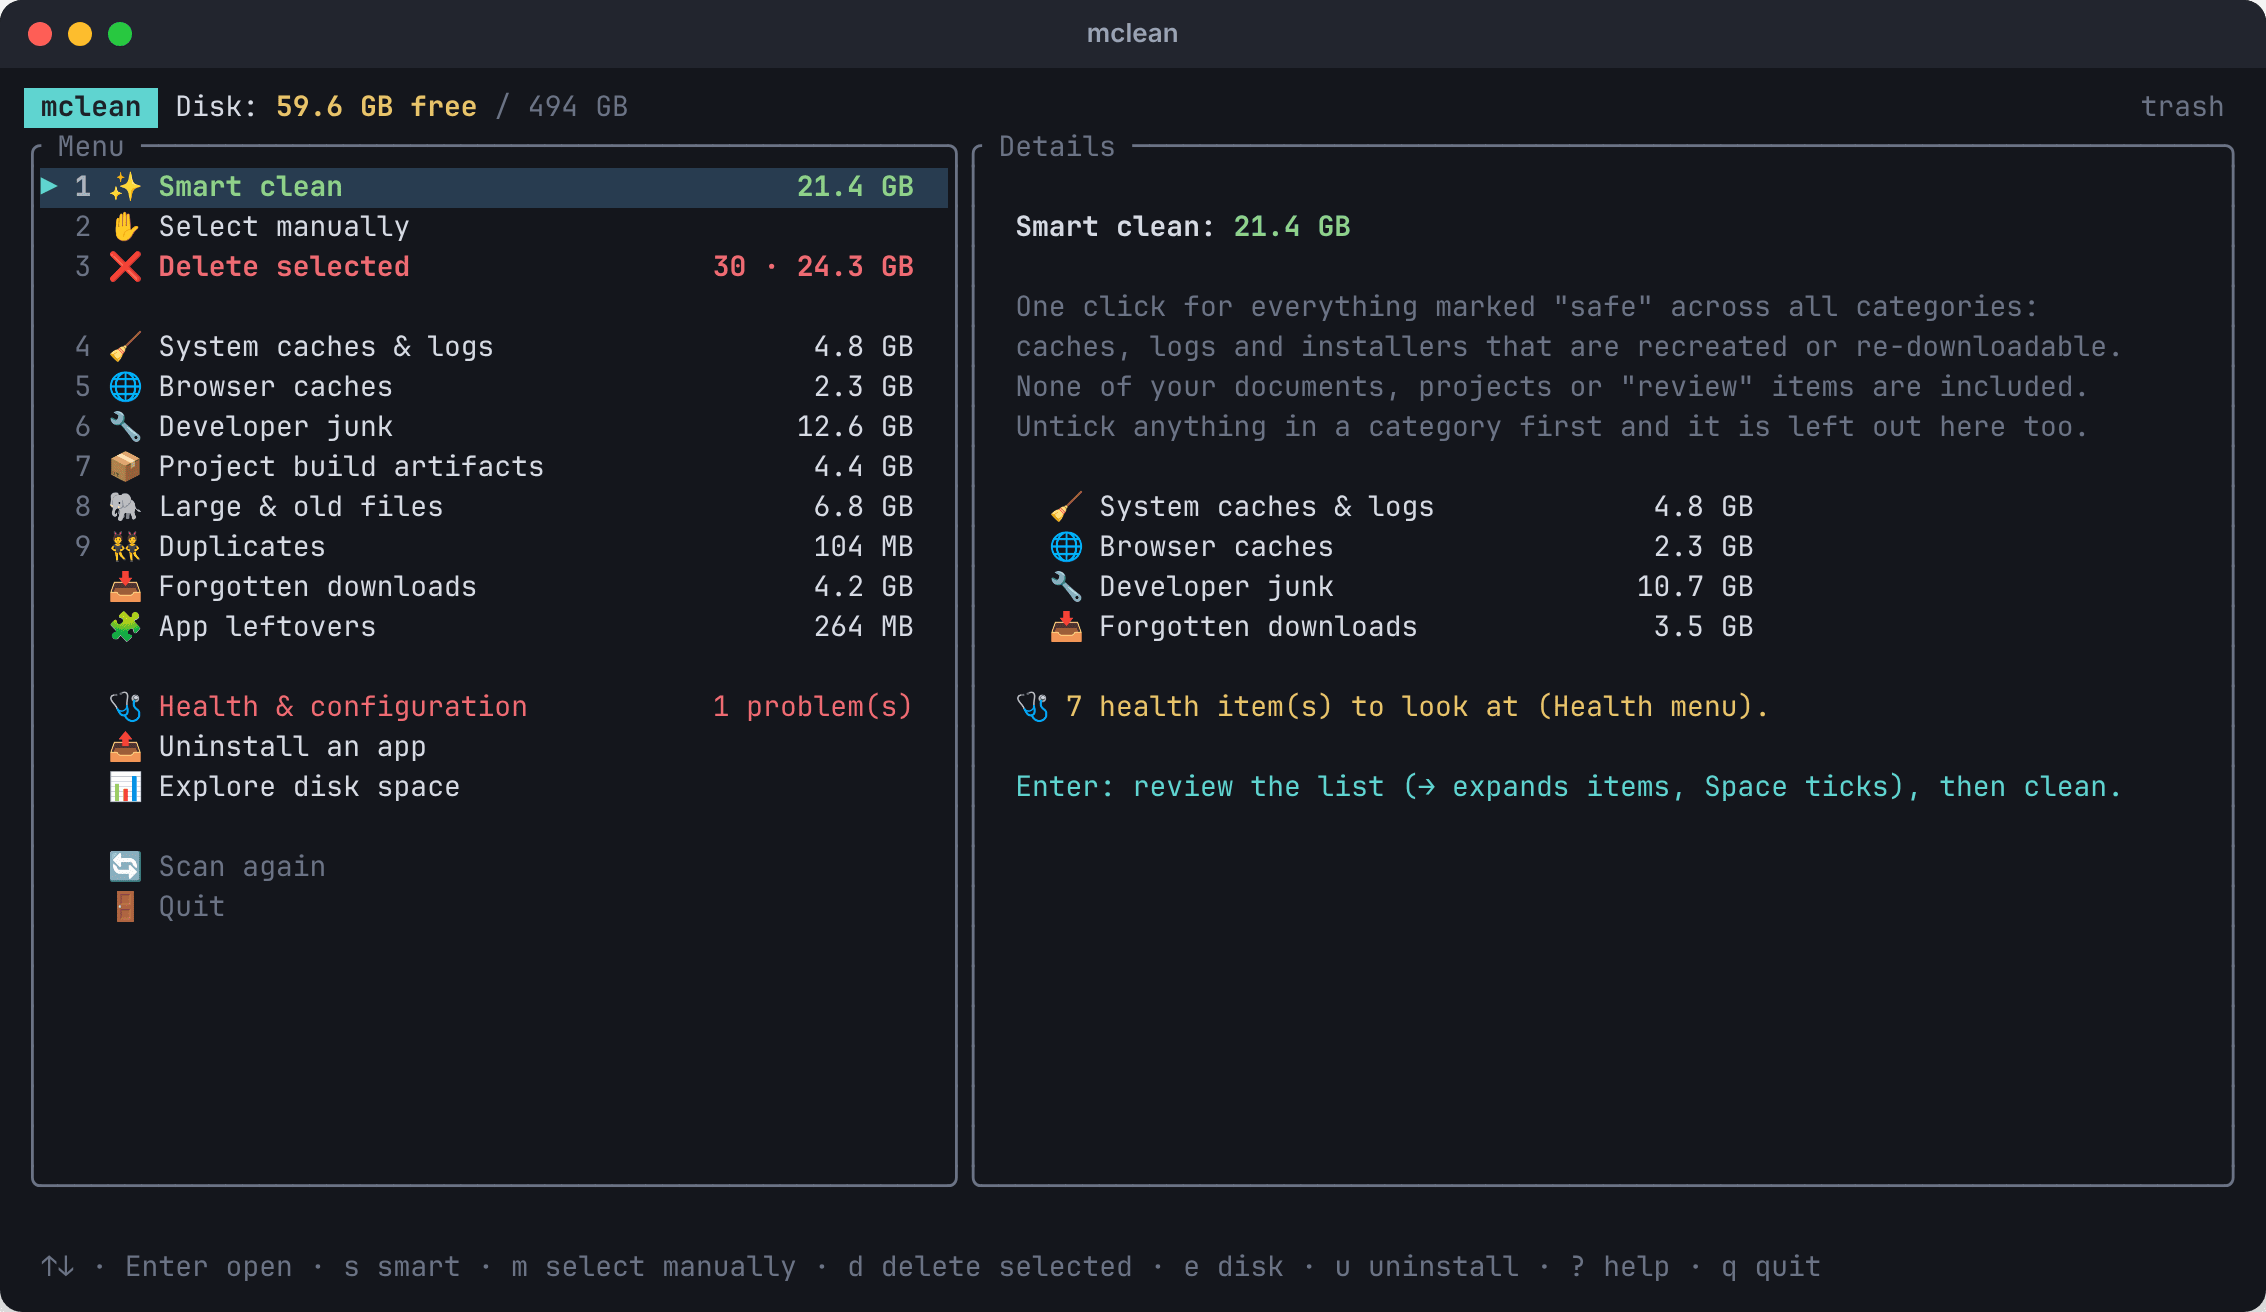 mclean
mclean Disk: 59.6 GB free / 494 GB trash
Menu
▶ 1 ✨ Smart clean 21.4 GB
2 ✋ Select manually
3 ❌ Delete selected 30 · 24.3 GB
4 🧹 System caches & logs 4.8 GB
5 🌐 Browser caches 2.3 GB
6 🔧 Developer junk 12.6 GB
7 📦 Project build artifacts 4.4 GB
8 🐘 Large & old files 6.8 GB
9 👯 Duplicates 104 MB
📥 Forgotten downloads 4.2 GB
🧩 App leftovers 264 MB
🩺 Health & configuration 1 problem(s)
📤 Uninstall an app
📊 Explore disk space
🔄 Scan again
🚪 Quit
Details
Smart clean: 21.4 GB
One click for everything marked "safe" across all categories:
caches, logs and installers that are recreated or re-downloadable.
None of your documents, projects or "review" items are included.
Untick anything in a category first and it is left out here too.
🧹 System caches & logs 4.8 GB
🌐 Browser caches 2.3 GB
🔧 Developer junk 10.7 GB
📥 Forgotten downloads 3.5 GB
🩺 7 health item(s) to look at (Health menu).
Enter: review the list (→ expands items, Space ticks), then clean.
↑↓ · Enter open · s smart · m select manually · d delete selected · e disk · u uninstall · ? help · q quit